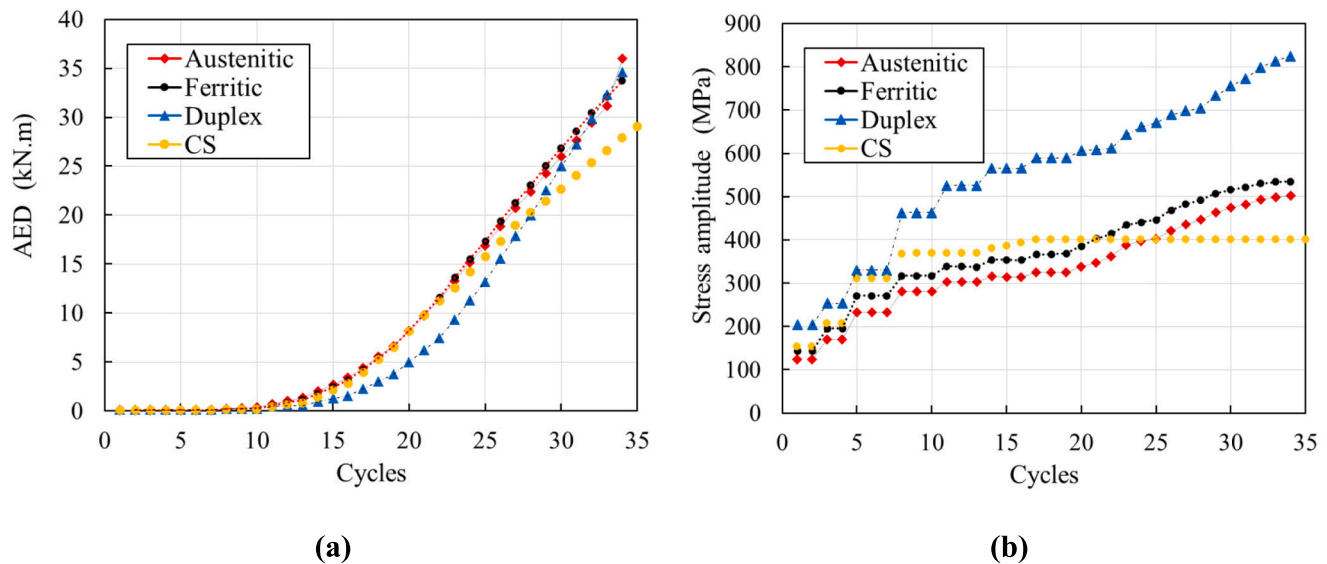 AED (kN.m)
40
35
30
25
20
15
10
5
0
Austenitic
Ferritic
Duplex
CS
0 5 10 15 20 25 30 35
Cycles
(a)
Stress amplitude (MPa)
900
800
700
600
500
400
300
200
100
0
Austenitic
Ferritic
Duplex
CS
0 5 10 15 20 25 30 35
Cycles
(b)